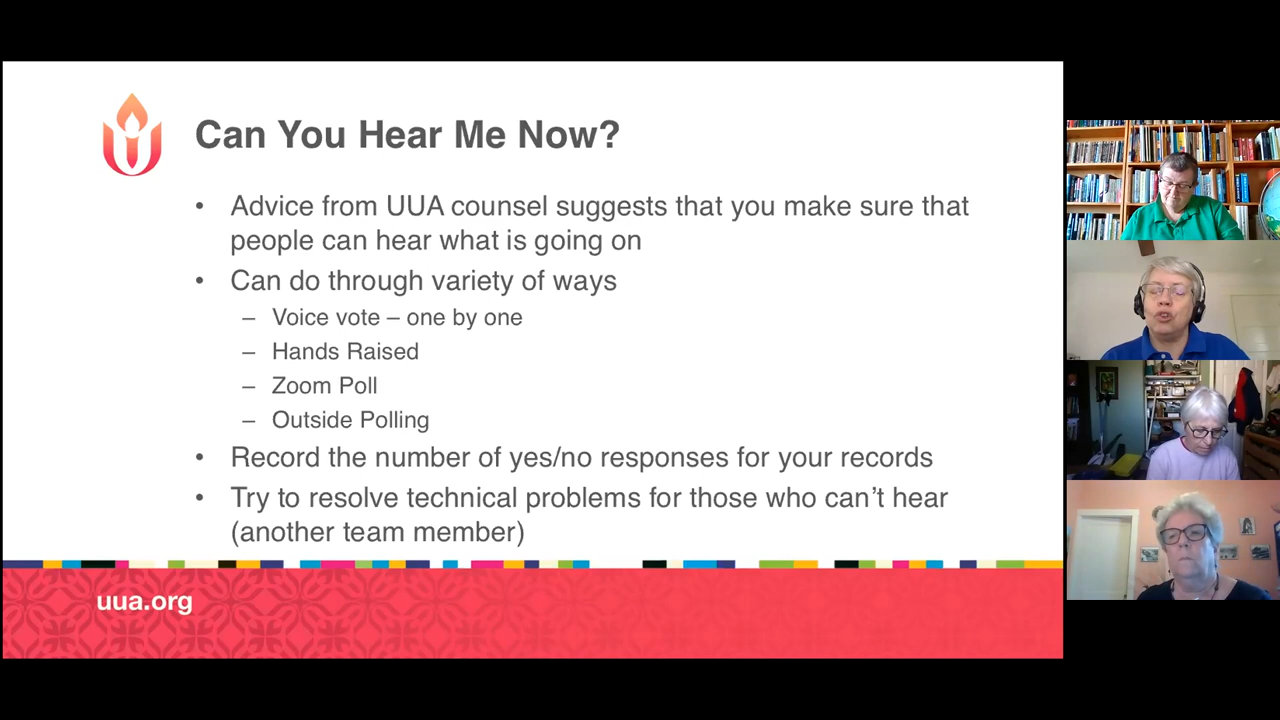 Can You Hear Me Now?
• Advice from UUA counsel suggests that you make sure that
people can hear what is going on
• Can do through variety of ways
– Voice vote – one by one
– Hands Raised
– Zoom Poll
– Outside Polling
• Record the number of yes/no responses for your records
• Try to resolve technical problems for those who can’t hear
(another team member)
uua.org